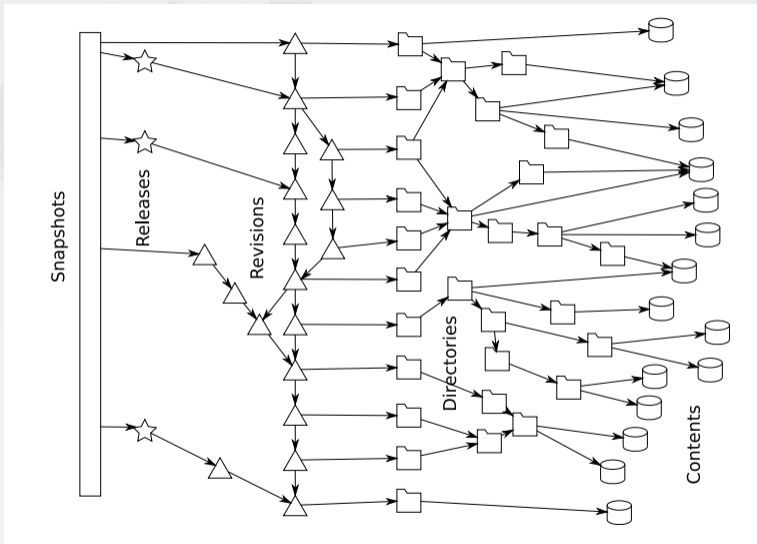 Snapshots
Releases
Revisions
Directories
Contents